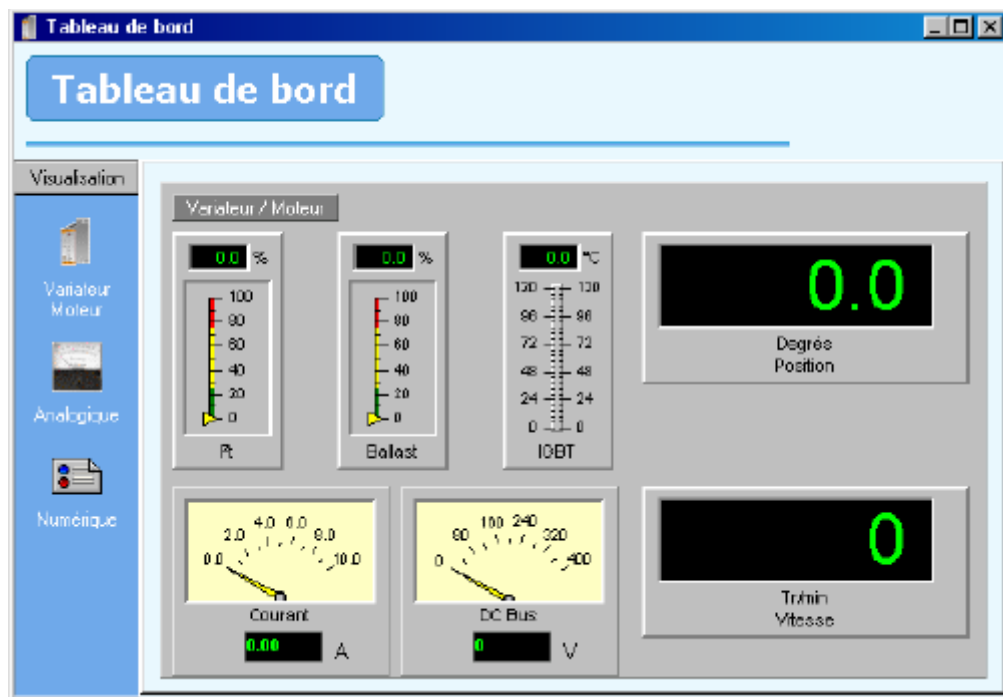 Tableau de bord
Tableau de bord
Visualisation
Variateur
Moteur
Analogique
Numérique
Variateur / Moteur
0.0 %
100
80
60
40
20
0
I²t
0.0 %
100
80
60
40
20
0
Ballast
0.0 °C
120 120
96 96
72 72
48 48
24 24
0 0
IGBT
0.0
Degrés
Position
0.0 2.0 4.0 6.0 8.0 10.0
Courant
0.00 A
0 80 160 240 320 400
DC Bus
0 V
0
Tr/min
Vitesse